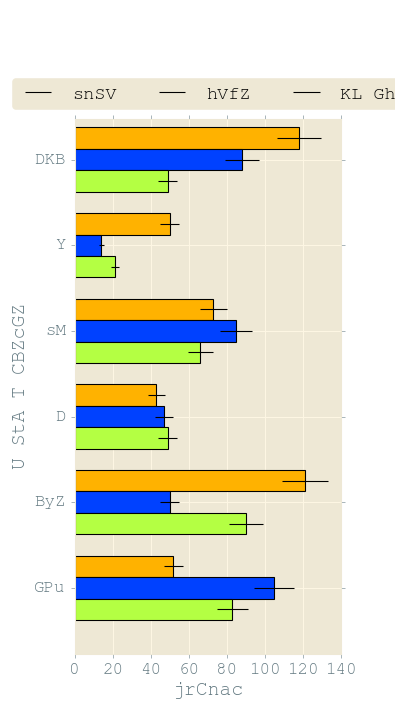 snSV hVfZ KL Gh
DKB
Y
sM
D
ByZ
GPu
U StA T CBZcGZ
0 20 40 60 80 100 120 140
jrCnac